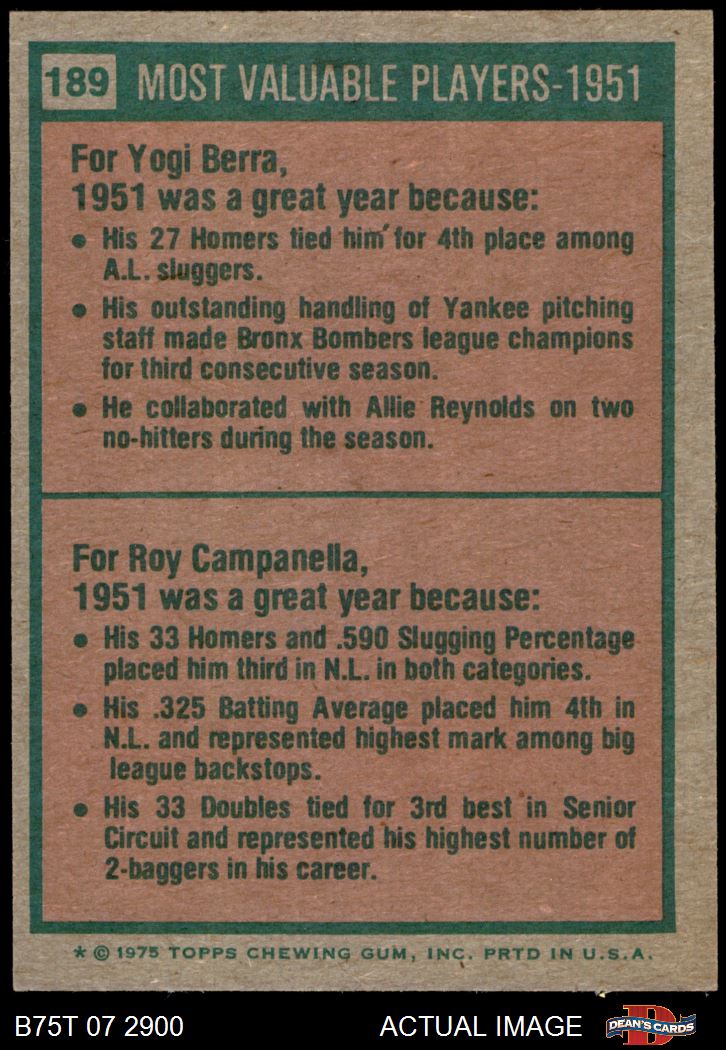 189 MOST VALUABLE PLAYERS-1951
For Yogi Berra,
1951 was a great year because:
• His 27 Homers tied him for 4th place among
A.L. sluggers.
• His outstanding handling of Yankee pitching
staff made Bronx Bombers league champions
for third consecutive season.
• He collaborated with Allie Reynolds on two
no-hitters during the season.
For Roy Campanella,
1951 was a great year because:
• His 33 Homers and .590 Slugging Percentage
placed him third in N.L. in both categories.
• His .325 Batting Average placed him 4th in
N.L. and represented highest mark among big
league backstops.
• His 33 Doubles tied for 3rd best in Senior
Circuit and represented his highest number of
2-baggers in his career.
* © 1975 TOPPS CHEWING GUM, INC. PRTD IN U.S.A.
B75T 07 2900 ACTUAL IMAGE D DEAN'S CARDS